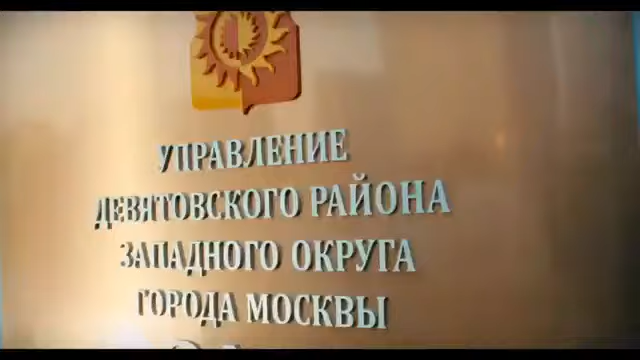 УПРАВЛЕНИЕ
ДЕВЯТОВСКОГО РАЙОНА
ЗАПАДНОГО ОКРУГА
ГОРОДА МОСКВЫ